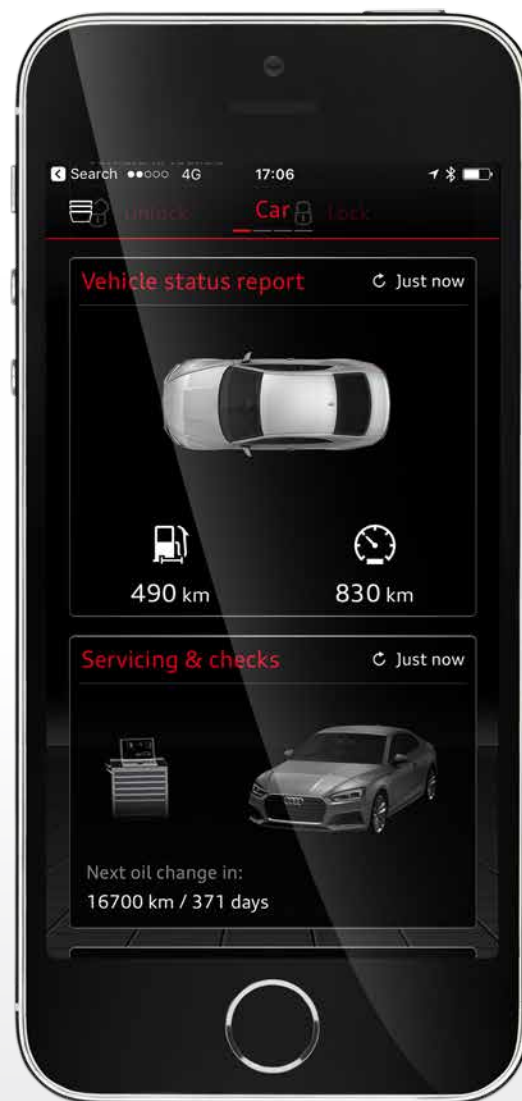 Search 4G 17:06
Unlock Car Lock
Vehicle status report Just now
490 km 830 km
Servicing & checks Just now
Next oil change in:
16700 km / 371 days